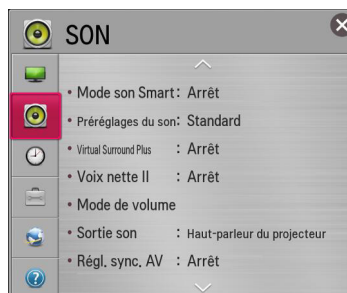 SON
• Mode son Smart: Arrêt
• Préréglages du son: Standard
• Virtual Surround Plus : Arrêt
• Voix nette II : Arrêt
• Mode de volume
• Sortie son : Haut-parleur du projecteur
• Régl. sync. AV : Arrêt